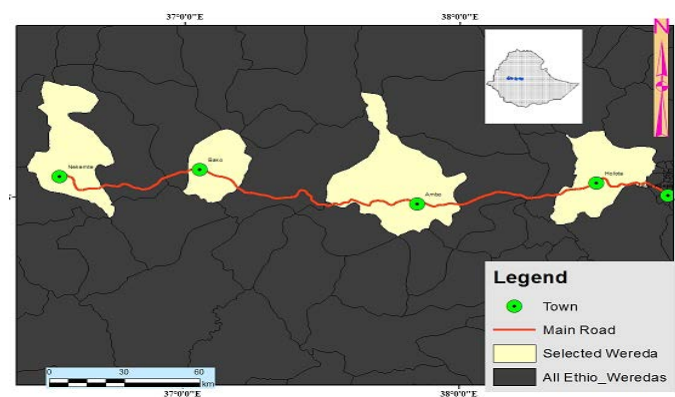 37°0'0"E
38°0'0"E
N
Nekemte
Bako
Ambo
Holota
Legend
Town
Main Road
Selected Wereda
All Ethio_Weredas
0
30
60
km
37°0'0"E
38°0'0"E